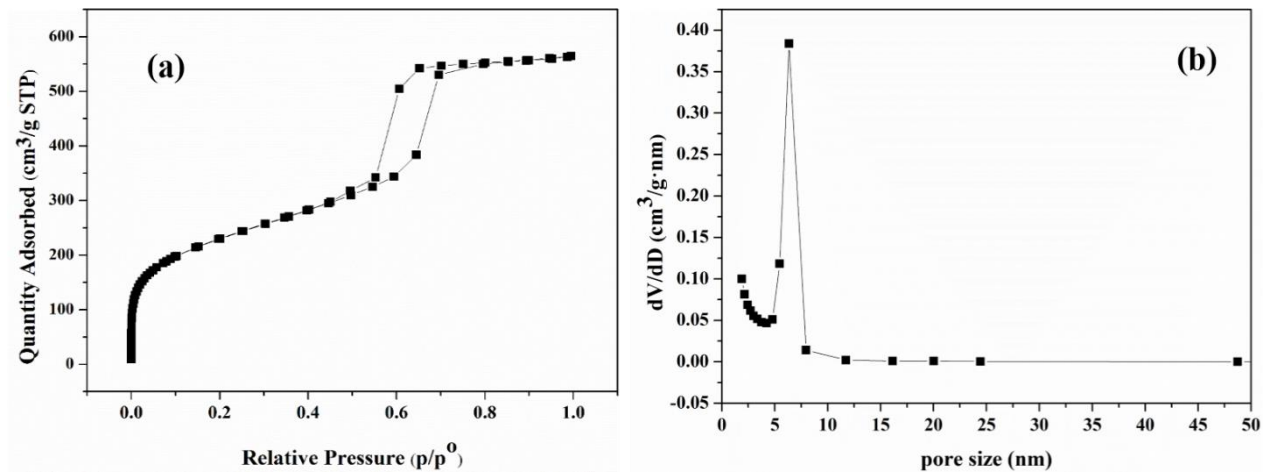 (a)
Quantity Adsorbed (cm³/g STP)
600
500
400
300
200
100
0
0.0 0.2 0.4 0.6 0.8 1.0
Relative Pressure (p/pᴼ)
(b)
dV/dD (cm³/g·nm)
0.40
0.35
0.30
0.25
0.20
0.15
0.10
0.05
0.00
-0.05
0 5 10 15 20 25 30 35 40 45 50
pore size (nm)